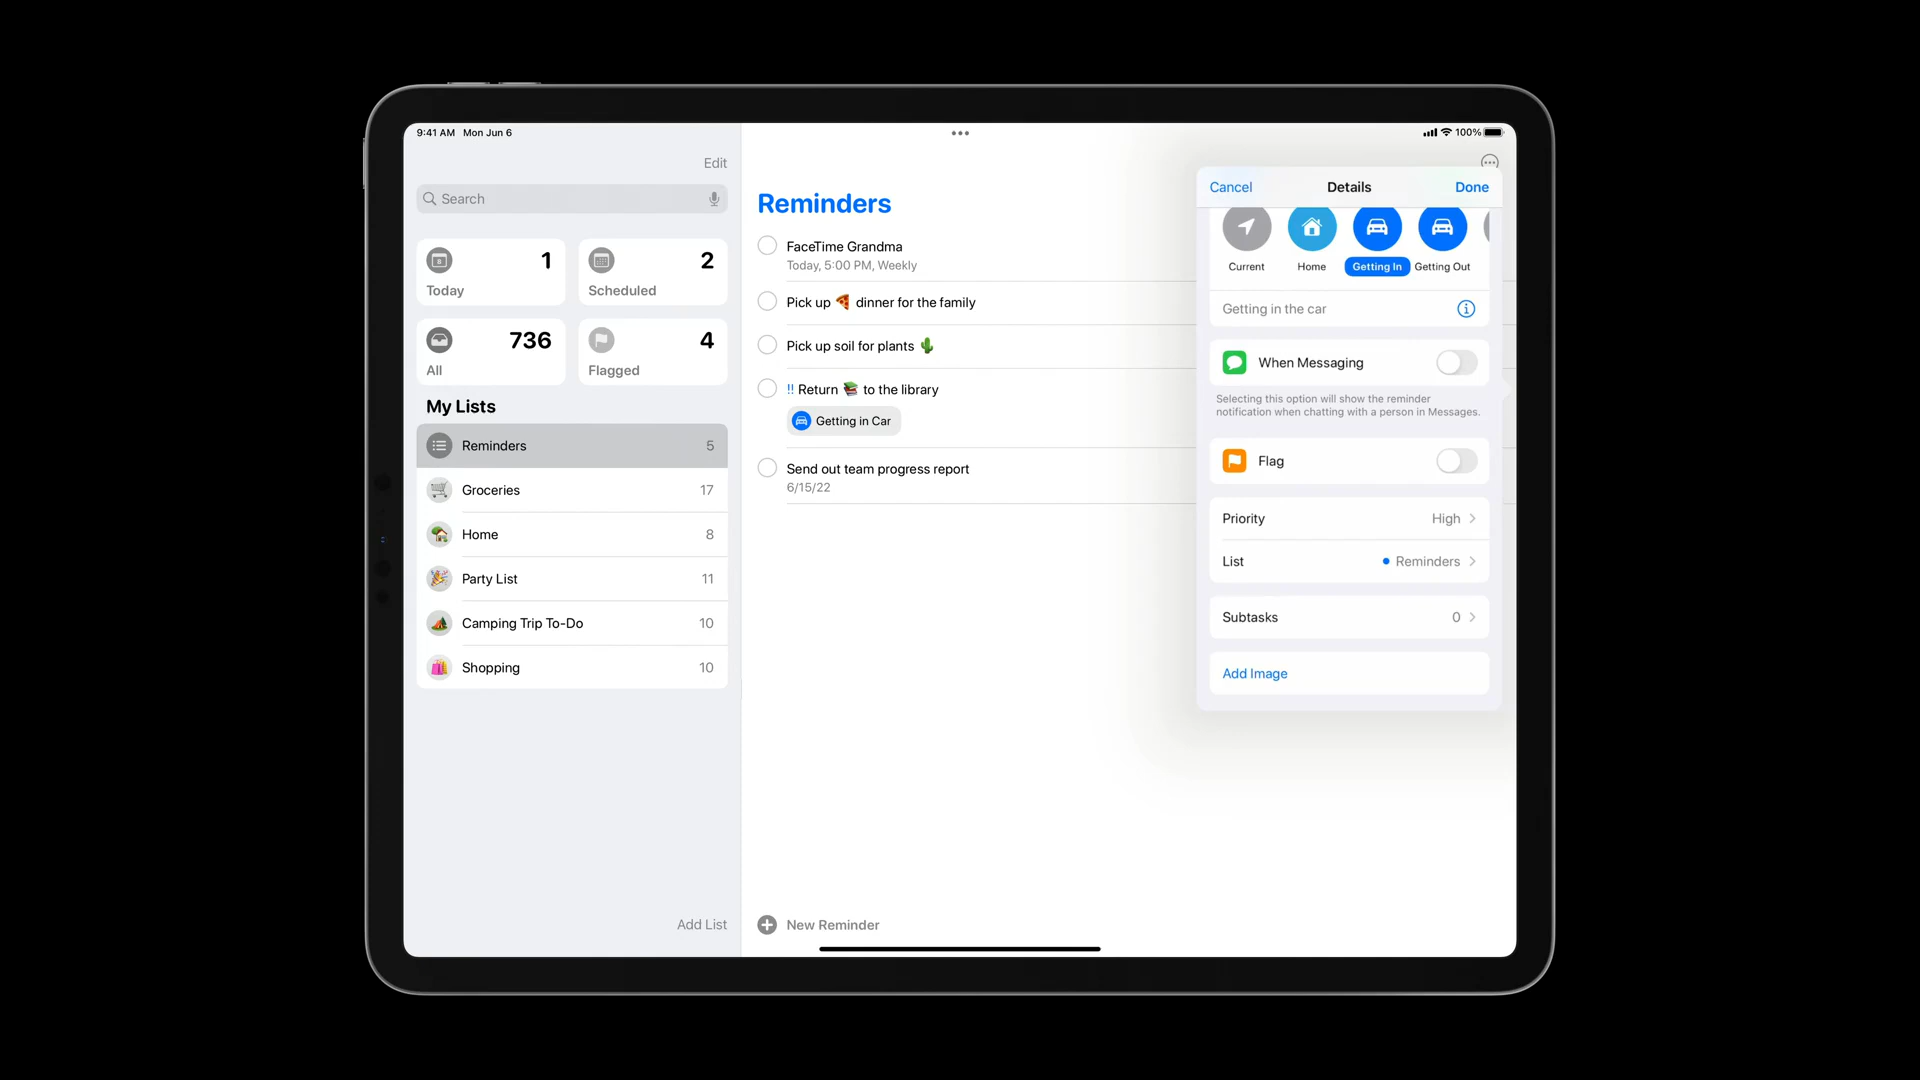 9:41 AM Mon Jun 6
100%
Edit
Search
1
Today
2
Scheduled
736
All
4
Flagged
My Lists
Reminders 5
Groceries 17
Home 8
Party List 11
Camping Trip To-Do 10
Shopping 10
Add List
Reminders
FaceTime Grandma
Today, 5:00 PM, Weekly
Pick up 🍕 dinner for the family
Pick up soil for plants 🌵
!! Return 📚 to the library
Getting in Car
Send out team progress report
6/15/22
New Reminder
Cancel Details Done
Current Home Getting In Getting Out
Getting in the car
When Messaging
Selecting this option will show the reminder
notification when chatting with a person in Messages.
Flag
Priority High
List Reminders
Subtasks 0
Add Image